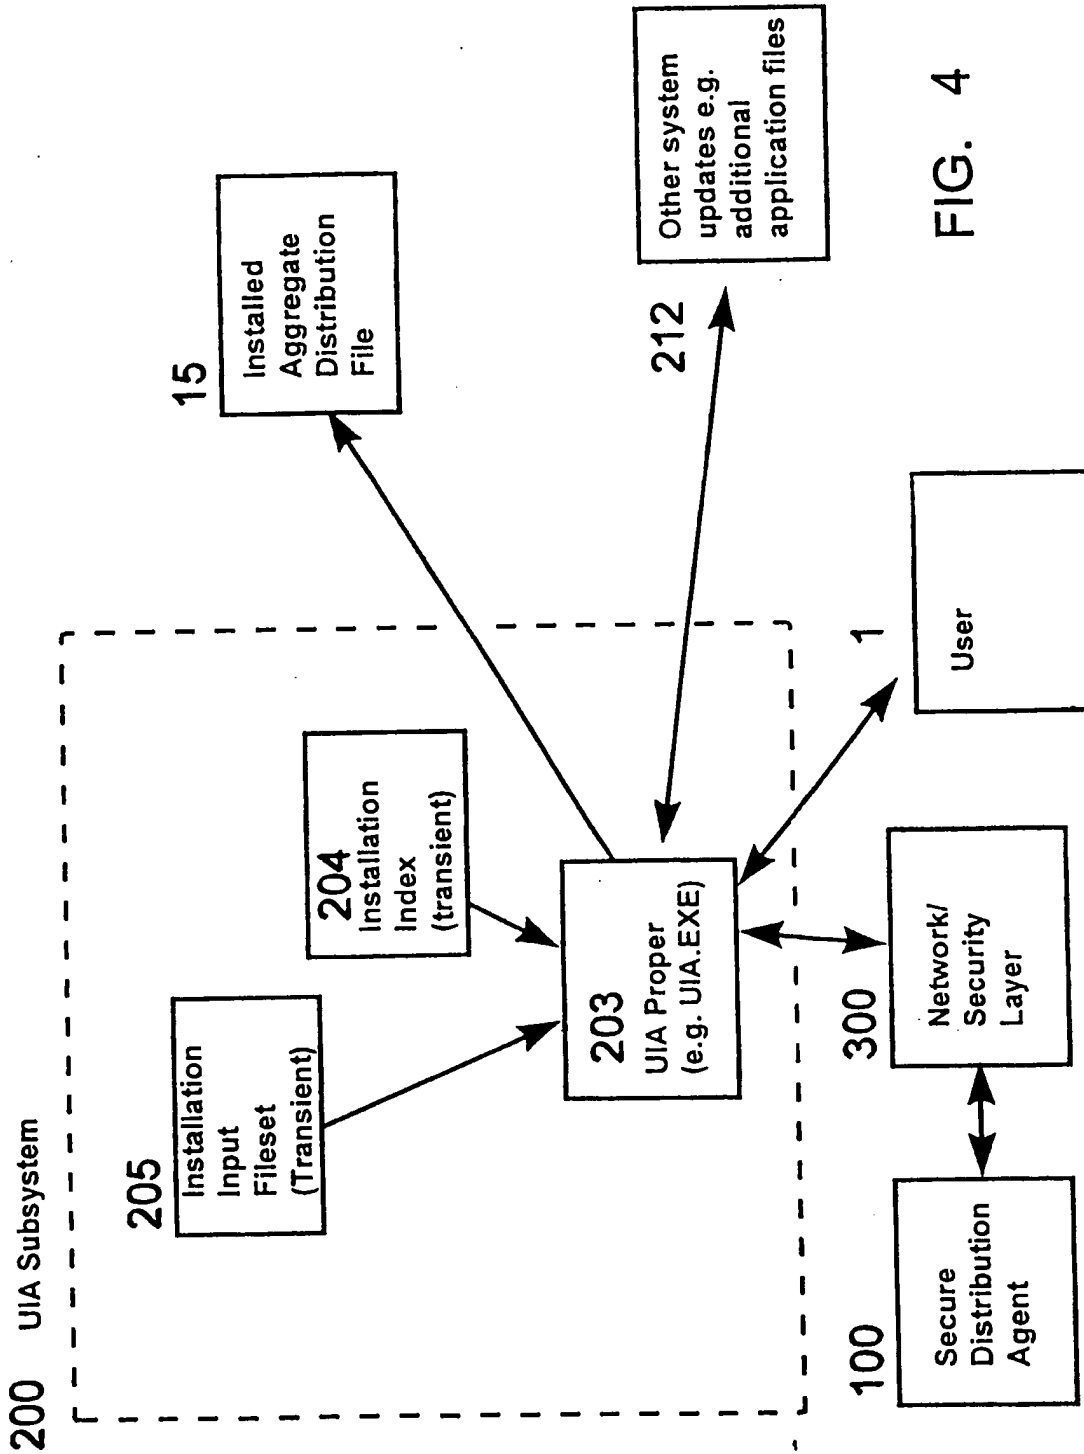 200 UIA Subsystem
205
Installation
Input
Fileset
(Transient)
204
Installation
Index
(transient)
203
UIA Proper
(e.g. UIA.EXE)
15
Installed
Aggregate
Distribution
File
212
Other system
updates e.g.
additional
application files
100
Secure
Distribution
Agent
300
Network/
Security
Layer
1
User
FIG. 4